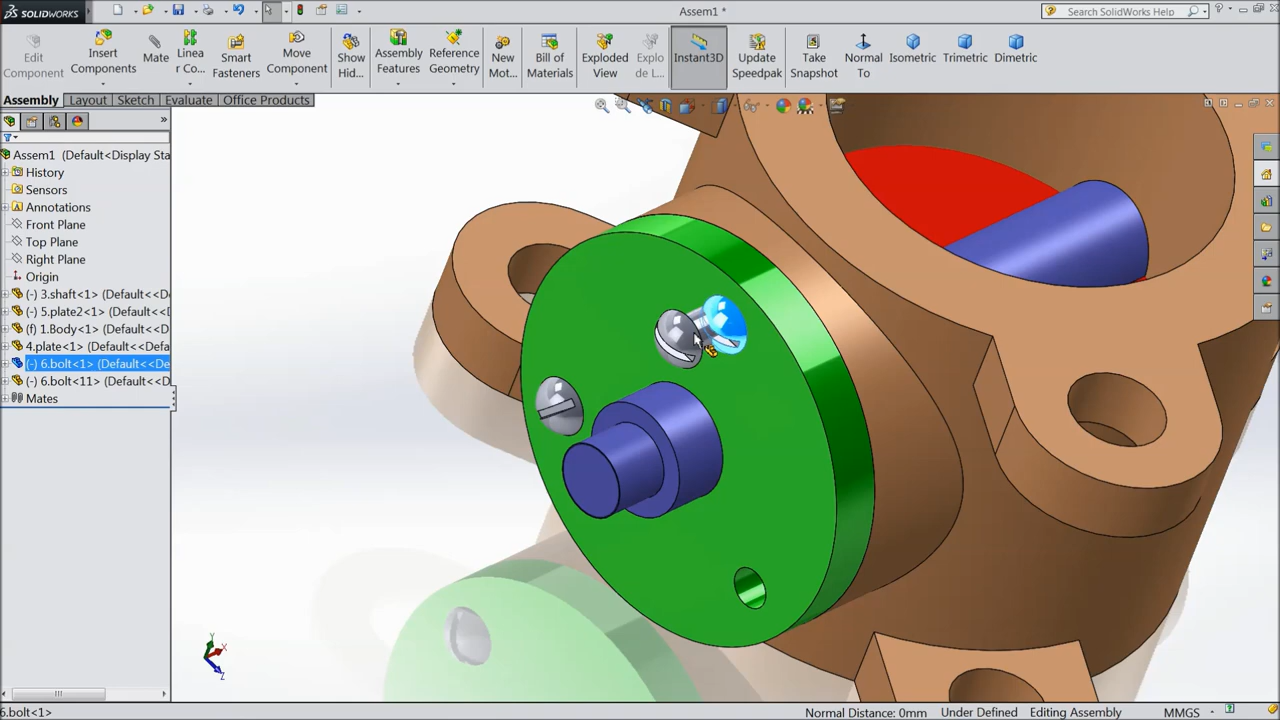 SOLIDWORKS
Assem1 *
Search SolidWorks Help
Edit Component
Insert Components
Mate
Linea r Co...
Smart Fasteners
Move Component
Show Hid...
Assembly Features
Reference Geometry
New Mot...
Bill of Materials
Exploded View
Explo de L...
Instant3D
Update Speedpak
Take Snapshot
Normal To
Isometric
Trimetric
Dimetric
Assembly
Layout
Sketch
Evaluate
Office Products
Assem1 (Default<Display Sta
History
Sensors
Annotations
Front Plane
Top Plane
Right Plane
Origin
(-) 3.shaft<1> (Default<<De
(-) 5.plate2<1> (Default<<D
(f) 1.Body<1> (Default<<De
4.plate<1> (Default<<Defau
(-) 6.bolt<1> (Default<<De
(-) 6.bolt<11> (Default<<D
Mates
Y
X
Z
6.bolt<1>
Normal Distance: 0mm
Under Defined
Editing Assembly
MMGS